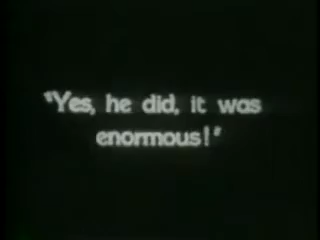 "Yes, he did, it was
enormous!"